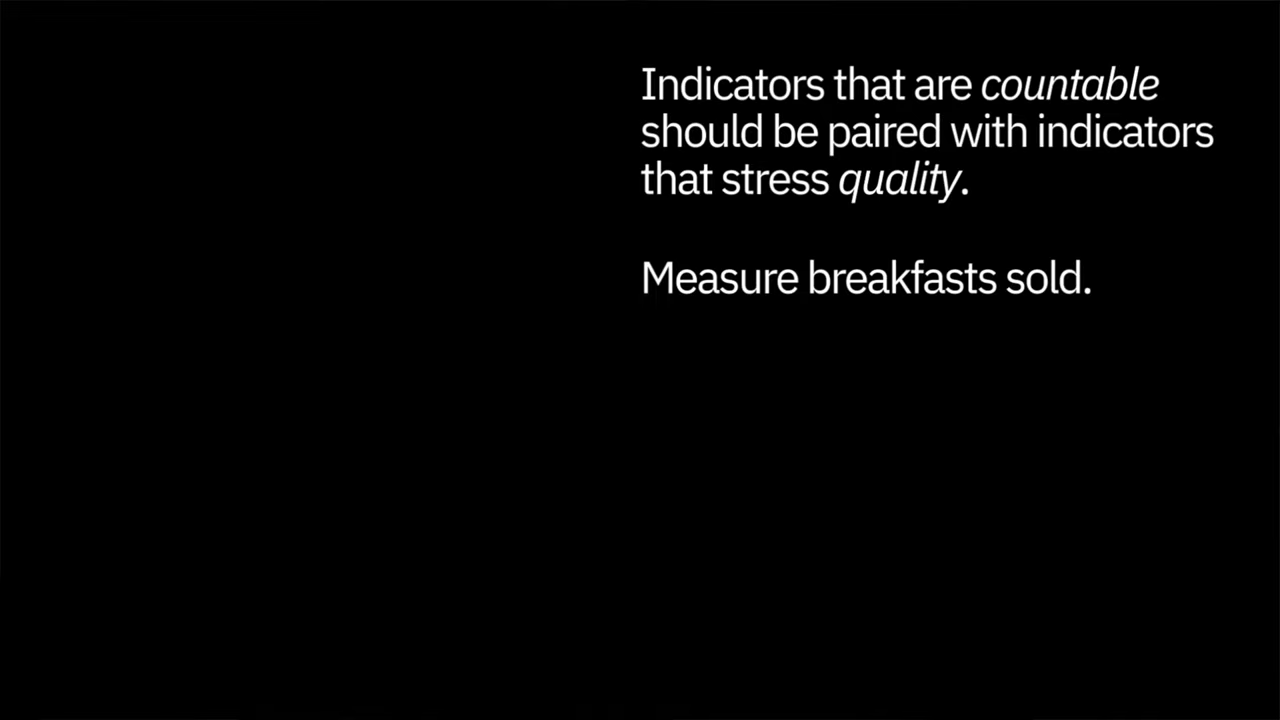 Indicators that are countable
should be paired with indicators
that stress quality.
Measure breakfasts sold.